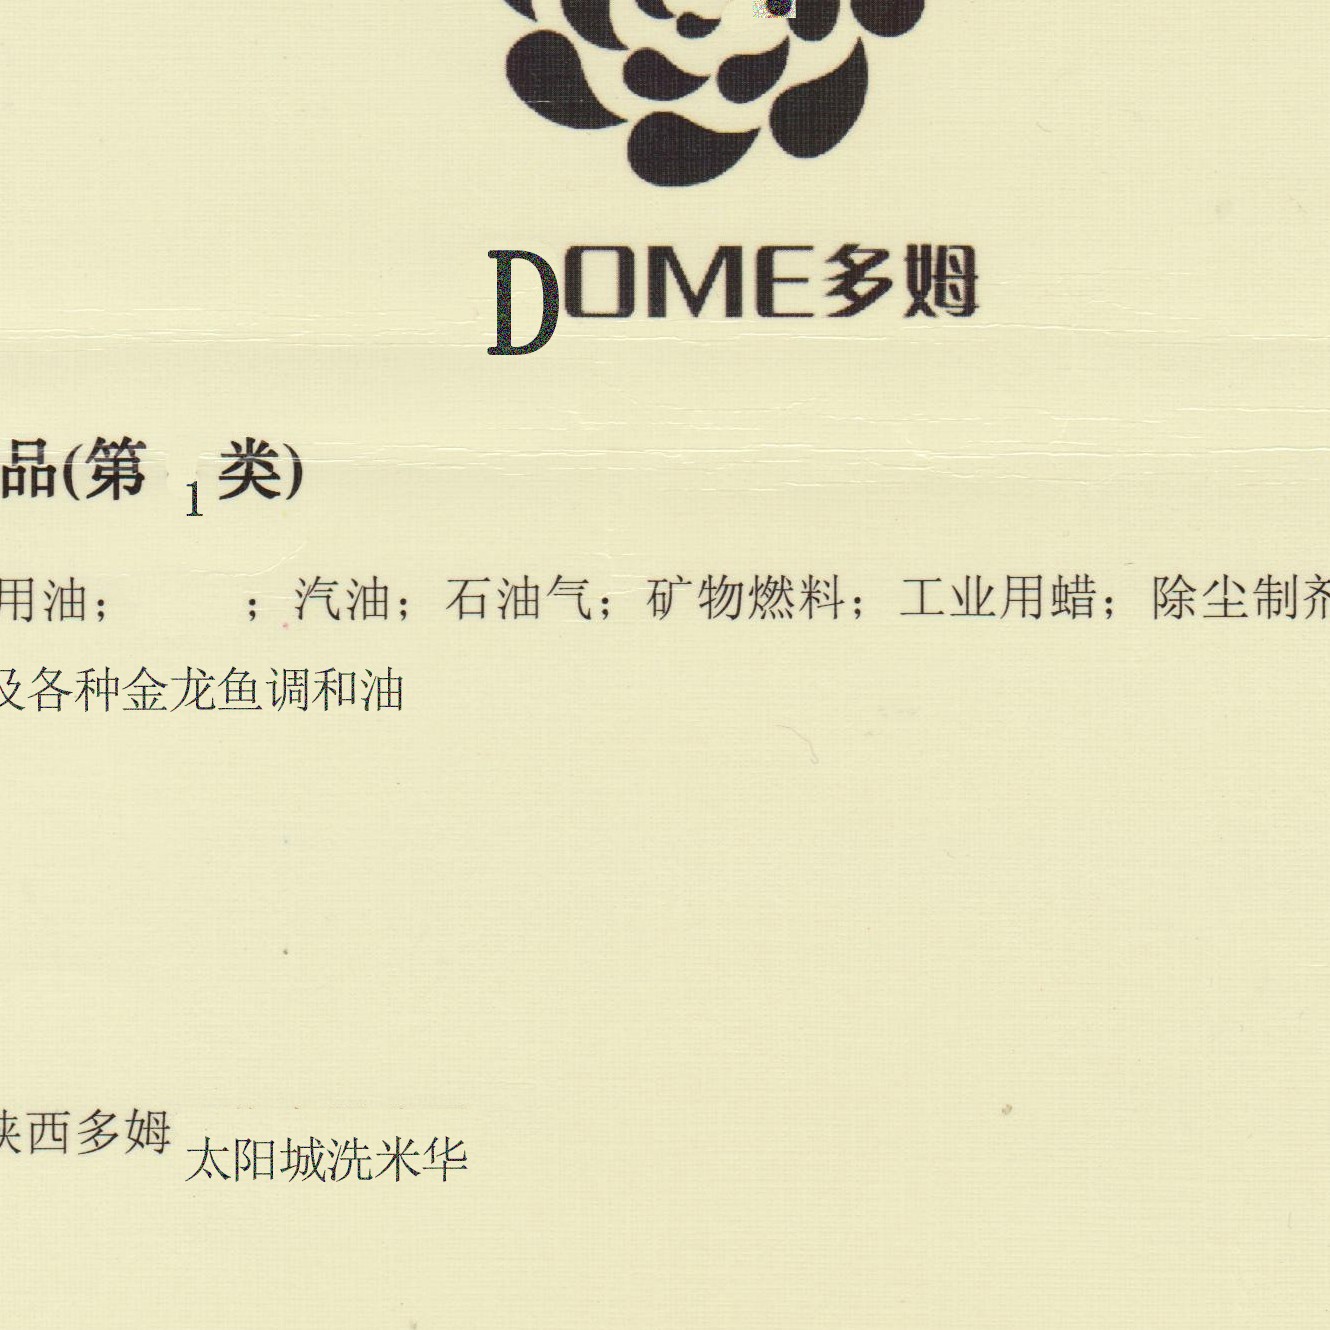 DOME多姆
品(第 1 类)
用油; ; 汽油; 石油气; 矿物燃料; 工业用蜡; 除尘制剂
及各种金龙鱼调和油
陕西多姆 太阳城洗米华